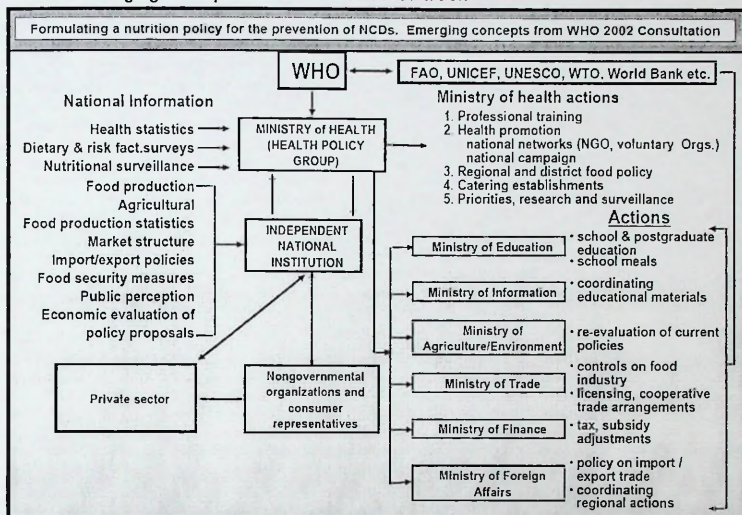 Formulating a nutrition policy for the prevention of NCDs. Emerging concepts from WHO 2002 Consultation
WHO
FAO, UNICEF, UNESCO, WTO, World Bank etc.
National Information
Health statistics
Dietary & risk fact.surveys
Nutritional surveillance
Food production
Agricultural
Food production statistics
Market structure
Import/export policies
Food security measures
Public perception
Economic evaluation of
policy proposals
MINISTRY of HEALTH
(HEALTH POLICY
GROUP)
INDEPENDENT
NATIONAL
INSTITUTION
Private sector
Nongovernmental
organizations and
consumer
representatives
Ministry of health actions
1. Professional training
2. Health promotion
national networks (NGO, voluntary Orgs.)
national campaign
3. Regional and district food policy
4. Catering establishments
5. Priorities, research and surveillance
Actions
Ministry of Education
• school & postgraduate
education
• school meals
Ministry of Information
• coordinating
educational materials
Ministry of
Agriculture/Environment
• re-evaluation of current
policies
Ministry of Trade
• controls on food
industry
• licensing, cooperative
trade arrangements
Ministry of Finance
• tax, subsidy
adjustments
Ministry of Foreign
Affairs
• policy on import /
export trade
• coordinating
regional actions